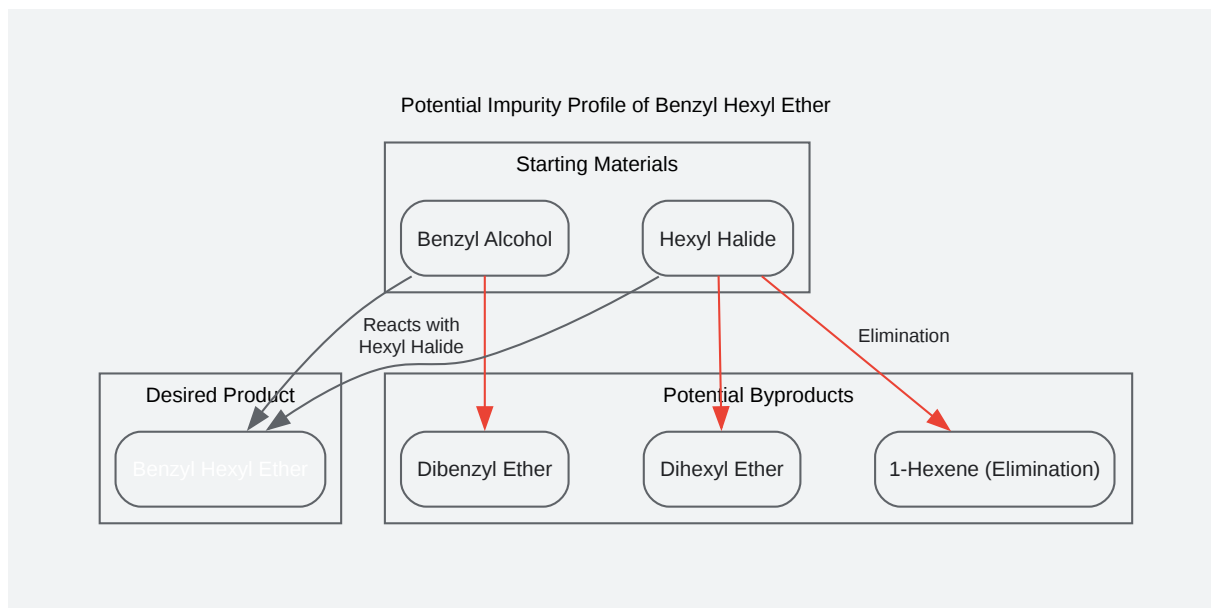 Potential Impurity Profile of Benzyl Hexyl Ether
Starting Materials
Benzyl Alcohol
Hexyl Halide
Reacts with
Hexyl Halide
Elimination
Desired Product
Benzyl Hexyl Ether
Potential Byproducts
Dibenzyl Ether
Dihexyl Ether
1-Hexene (Elimination)